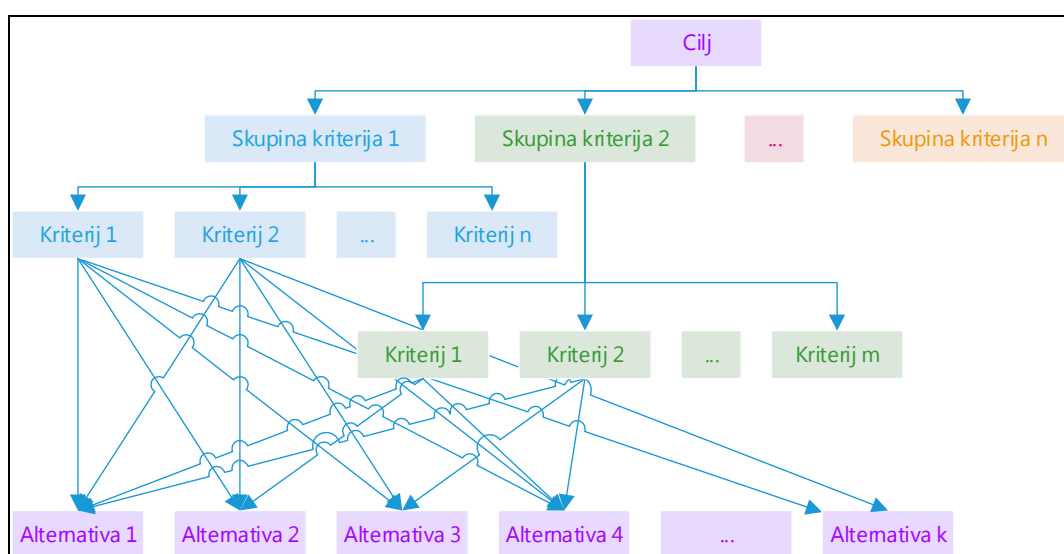 Cilj
Skupina kriterija 1
Skupina kriterija 2
...
Skupina kriterija n
Kriterij 1
Kriterij 2
...
Kriterij n
Kriterij 1
Kriterij 2
...
Kriterij m
Alternativa 1
Alternativa 2
Alternativa 3
Alternativa 4
...
Alternativa k